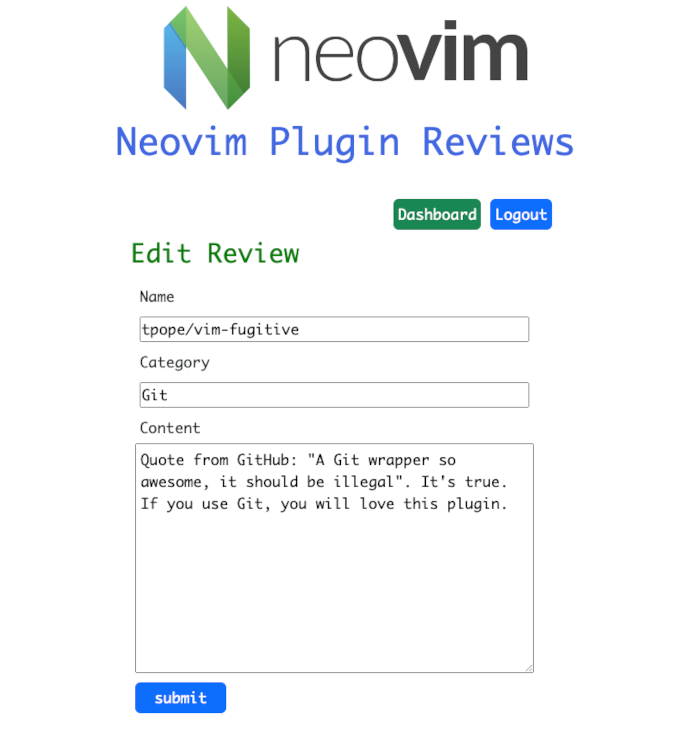 neovim
Neovim Plugin Reviews
Dashboard Logout
Edit Review
Name
tpope/vim-fugitive
Category
Git
Content
Quote from GitHub: "A Git wrapper so
awesome, it should be illegal". It's true.
If you use Git, you will love this plugin.
submit